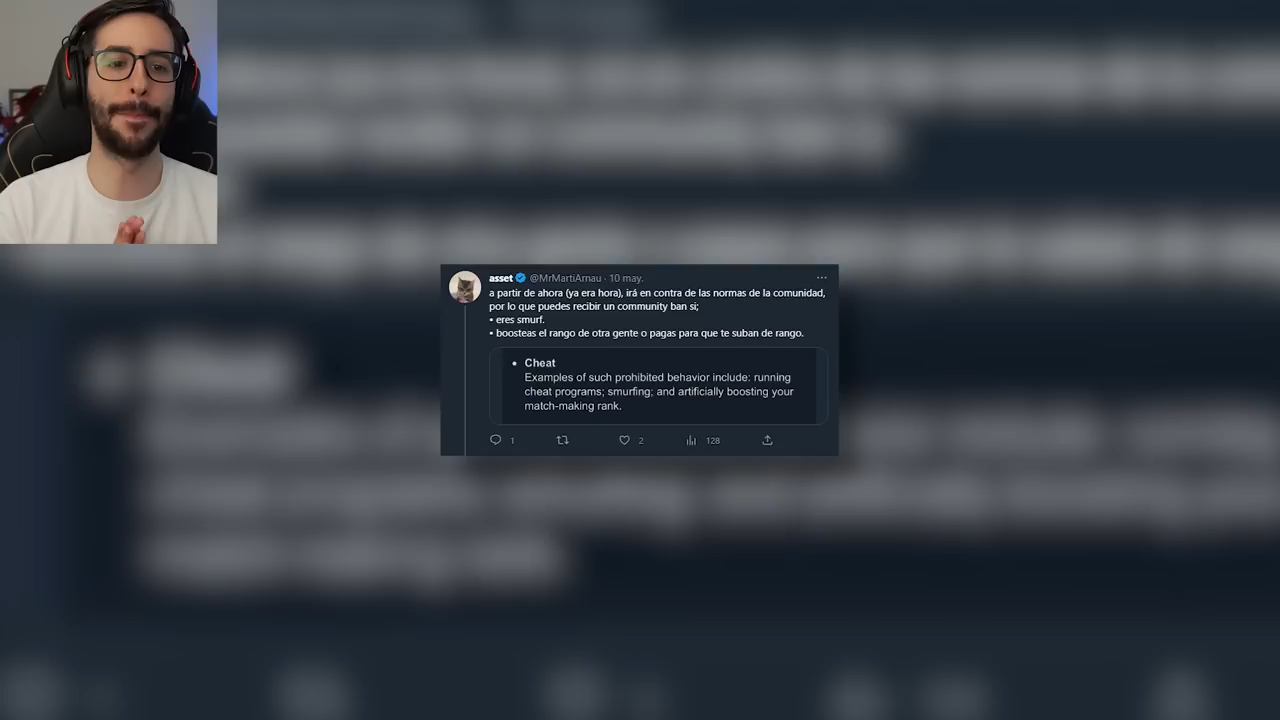 asset @MrMartiArnau · 10 may.
a partir de ahora (ya era hora), irá en contra de las normas de la comunidad,
por lo que puedes recibir un community ban si;
• eres smurf.
• boosteas el rango de otra gente o pagas para que te suban de rango.
• Cheat
Examples of such prohibited behavior include: running
cheat programs; smurfing; and artificially boosting your
match-making rank.
1 2 128